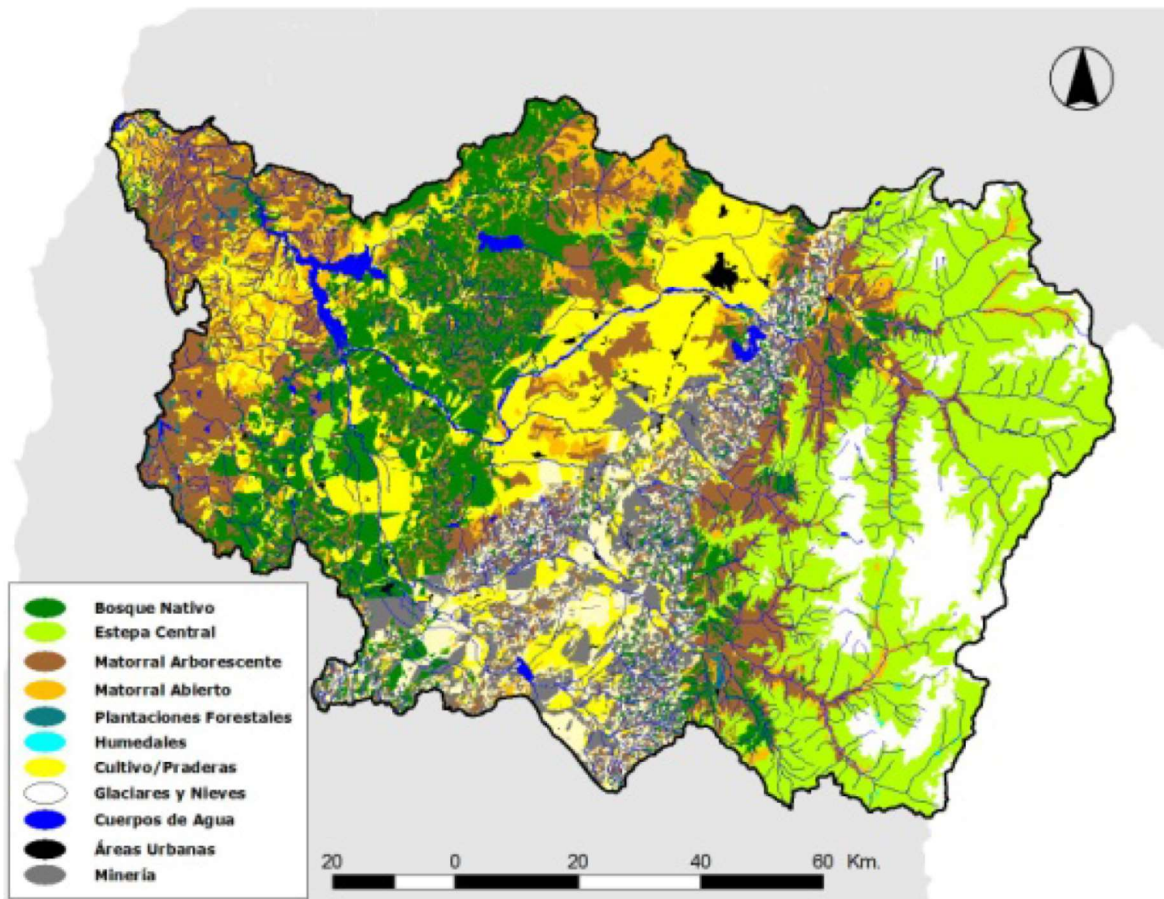 Bosque Nativo
Estepa Central
Matorral Arborescente
Matorral Abierto
Plantaciones Forestales
Humedales
Cultivo/Praderas
Glaciares y Nieves
Cuerpos de Agua
Áreas Urbanas
Minería
20 0 20 40 60 Km.